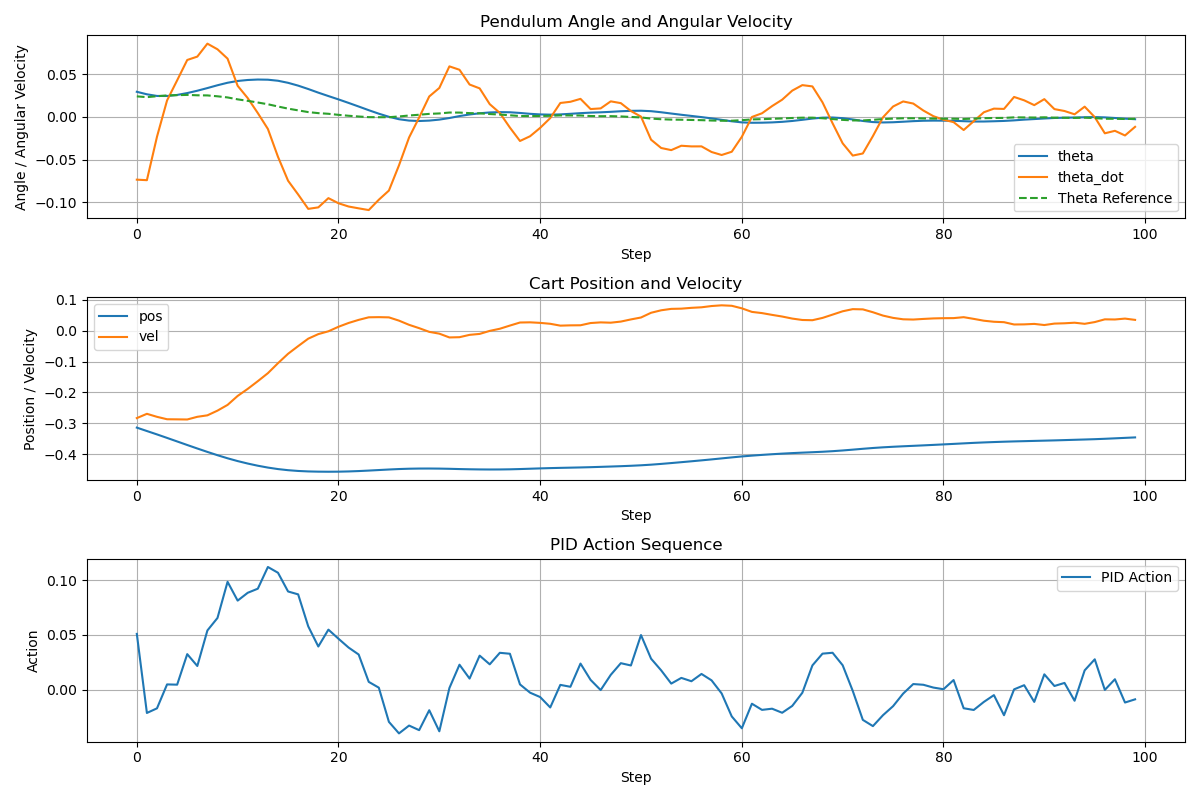 Pendulum Angle and Angular Velocity
Angle / Angular Velocity
0.05
0.00
−0.05
−0.10
theta
theta_dot
Theta Reference
0 20 40 60 80 100
Step
Cart Position and Velocity
Position / Velocity
0.1
0.0
−0.1
−0.2
−0.3
−0.4
pos
vel
0 20 40 60 80 100
Step
PID Action Sequence
Action
0.10
0.05
0.00
PID Action
0 20 40 60 80 100
Step